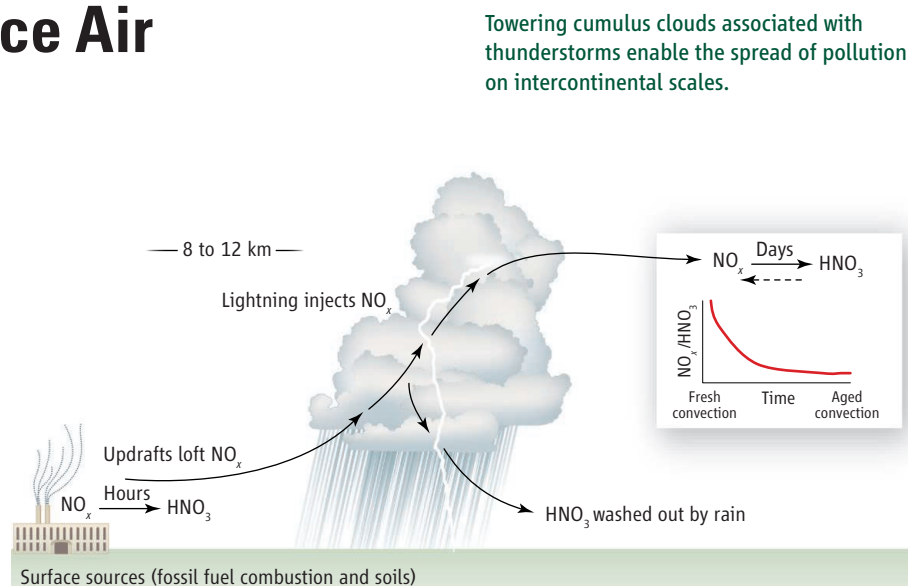 ce Air
Towering cumulus clouds associated with
thunderstorms enable the spread of pollution
on intercontinental scales.
8 to 12 km
Lightning injects NOx
NOx Days HNO3
NOx/HNO3
Fresh convection Time Aged convection
Updrafts loft NOx
NOx Hours HNO3
HNO3 washed out by rain
Surface sources (fossil fuel combustion and soils)